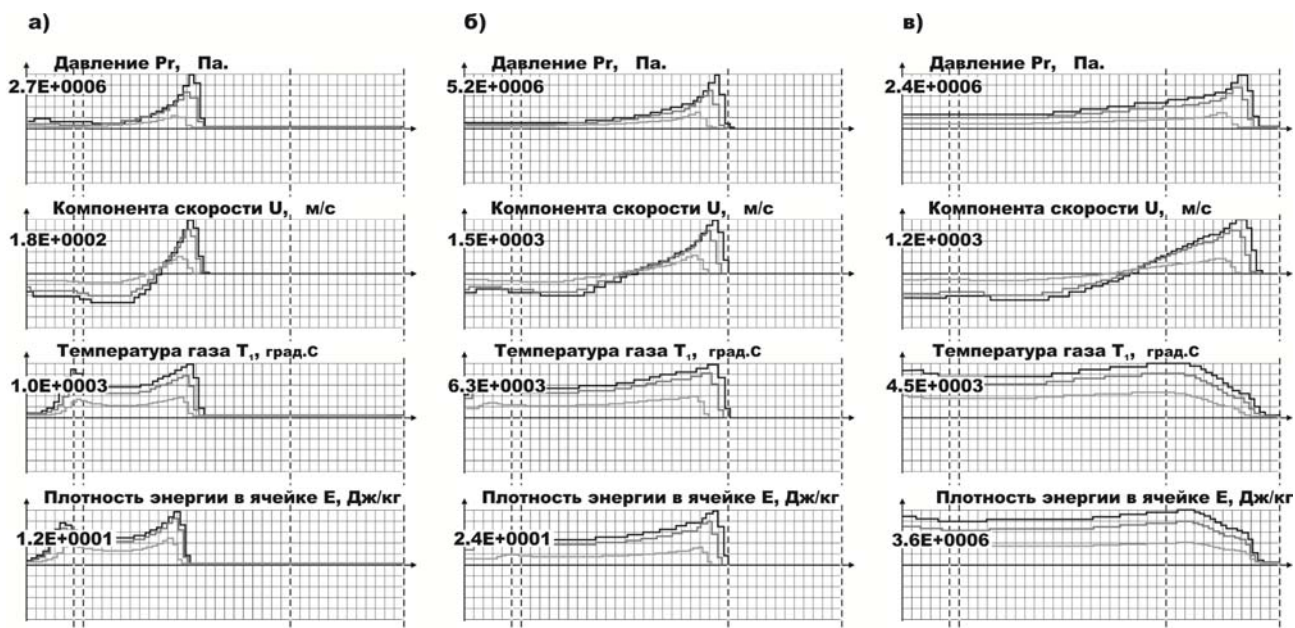 а)
Давление Pr, Па.
2.7E+0006
Компонента скорости U, м/с
1.8E+0002
Температура газа T₁, град.С
1.0E+0003
Плотность энергии в ячейке E, Дж/кг
1.2E+0001
б)
Давление Pr, Па.
5.2E+0006
Компонента скорости U, м/с
1.5E+0003
Температура газа T₁, град.С
6.3E+0003
Плотность энергии в ячейке E, Дж/кг
2.4E+0001
в)
Давление Pr, Па.
2.4E+0006
Компонента скорости U, м/с
1.2E+0003
Температура газа T₁, град.С
4.5E+0003
Плотность энергии в ячейке E, Дж/кг
3.6E+0006